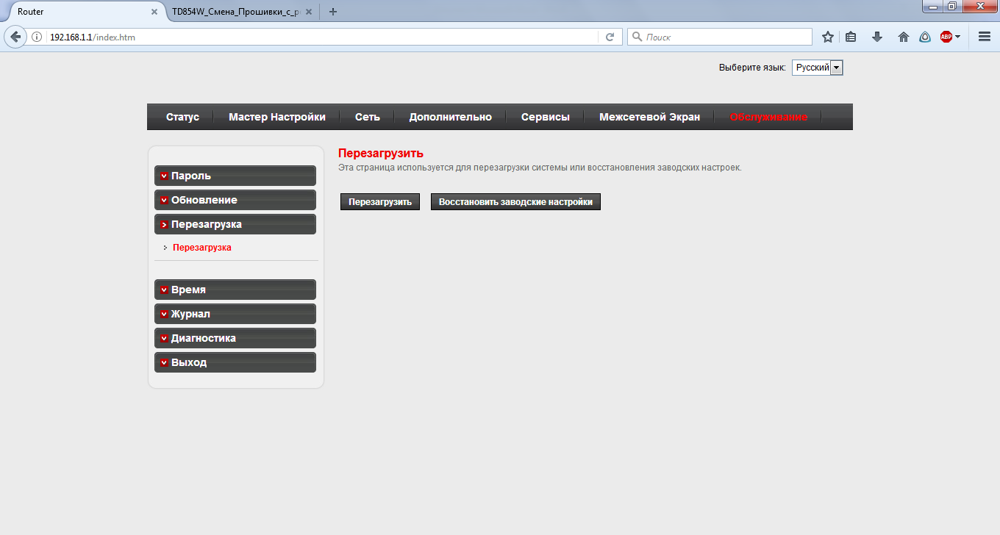 Router
TD854W_Смена_Прошивки_с_р
192.168.1.1/index.htm
Поиск
ABP
Выберите язык: Русский
Статус Мастер Настройки Сеть Дополнительно Сервисы Межсетевой Экран Обслуживание
Пароль
Обновление
Перезагрузка
Перезагрузка
Время
Журнал
Диагностика
Выход
Перезагрузить
Эта страница используется для перезагрузки системы или восстановления заводских настроек.
Перезагрузить Восстановить заводские настройки